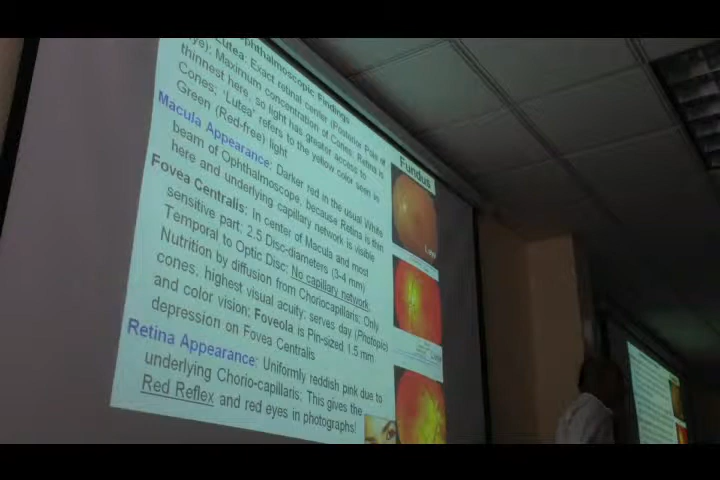 Ophthalmoscopic Findings
Lutea: Exact retinal center (Posterior Pole of
Eye): Maximum concentration of Cones: Retina is
thinnest here, so light has greater access to
Cones; 'Lutea' refers to the yellow color seen in
Green (Red-free) light
Macula Appearance: Darker red in the usual White
beam of Ophthalmoscope, because Retina is thin
here and underlying capillary network is visible
Fovea Centralis: In center of Macula and most
sensitive part; 2.5 Disc-diameters (3-4 mm)
Temporal to Optic Disc; No capillary network,
Nutrition by diffusion from Choriocapillaris; Only
cones, highest visual acuity: serves day (Photopic)
and color vision; Foveola is Pin-sized 1.5 mm
depression on Fovea Centralis
Retina Appearance: Uniformly reddish pink due to
underlying Chorio-capillaris; This gives the
Red Reflex and red eyes in photographs!
Fundus